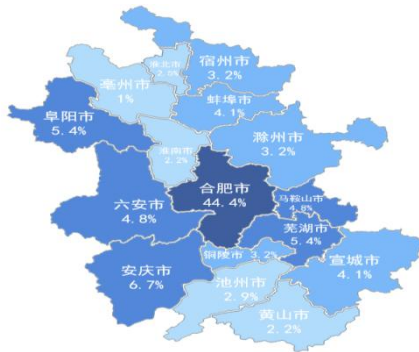 淮北市
2.5%
宿州市
3.2%
亳州市
1%
蚌埠市
4.1%
阜阳市
5.4%
滁州市
3.2%
淮南市
2.2%
合肥市
44.4%
六安市
4.8%
马鞍山市
4.8%
芜湖市
5.4%
铜陵市 3.2%
宣城市
4.1%
安庆市
6.7%
池州市
2.9%
黄山市
2.2%